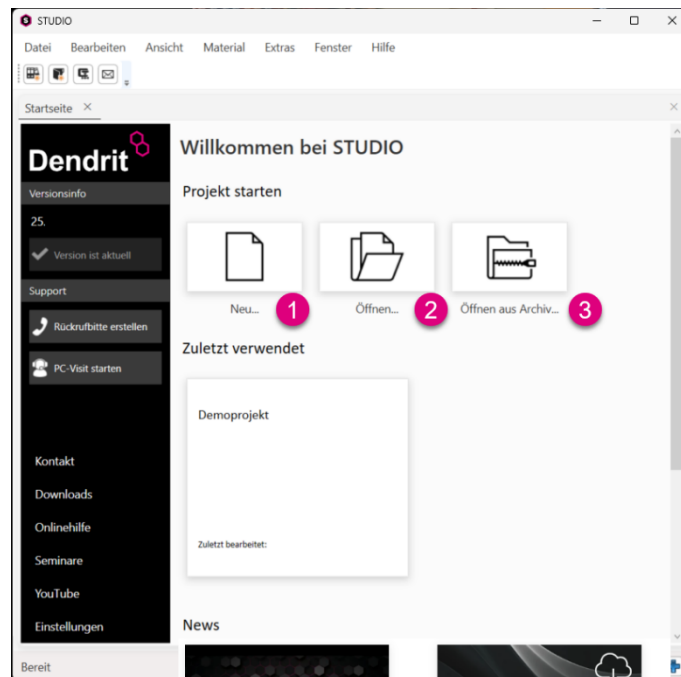 STUDIO
Datei Bearbeiten Ansicht Material Extras Fenster Hilfe
Startseite
Dendrit
Versionsinfo
25.
Version ist aktuell
Support
Rückrufbitte erstellen
PC-Visit starten
Kontakt
Downloads
Onlinehilfe
Seminare
YouTube
Einstellungen
Willkommen bei STUDIO
Projekt starten
Neu... 1 Öffnen... 2 Öffnen aus Archiv... 3
Zuletzt verwendet
Demoprojekt
Zuletzt bearbeitet:
News
Bereit